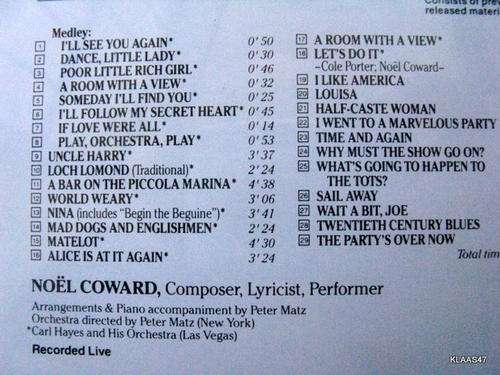 Consists of prev
released materi
Medley:
1 I'LL SEE YOU AGAIN* 0' 50
2 DANCE, LITTLE LADY* 0' 30
3 POOR LITTLE RICH GIRL* 0' 46
4 A ROOM WITH A VIEW* 0' 32
5 SOMEDAY I'LL FIND YOU* 0' 25
6 I'LL FOLLOW MY SECRET HEART* 0' 45
7 IF LOVE WERE ALL* 0' 14
8 PLAY, ORCHESTRA, PLAY* 0' 53
9 UNCLE HARRY* 3' 37
10 LOCH LOMOND (Traditional)* 2' 24
11 A BAR ON THE PICCOLA MARINA* 4' 38
12 WORLD WEARY* 3' 06
13 NINA (includes "Begin the Beguine")* 3' 41
14 MAD DOGS AND ENGLISHMEN* 2' 24
15 MATELOT* 4' 30
16 ALICE IS AT IT AGAIN* 3' 24
17 A ROOM WITH A VIEW*
18 LET'S DO IT*
–Cole Porter, Noël Coward–
19 I LIKE AMERICA
20 LOUISA
21 HALF-CASTE WOMAN
22 I WENT TO A MARVELOUS PARTY
23 TIME AND AGAIN
24 WHY MUST THE SHOW GO ON?
25 WHAT'S GOING TO HAPPEN TO
THE TOTS?
26 SAIL AWAY
27 WAIT A BIT, JOE
28 TWENTIETH CENTURY BLUES
29 THE PARTY'S OVER NOW
Total tim
NOËL COWARD, Composer, Lyricist, Performer
Arrangements & Piano accompaniment by Peter Matz
Orchestra directed by Peter Matz (New York)
*Carl Hayes and His Orchestra (Las Vegas)
Recorded Live
KLAAS47